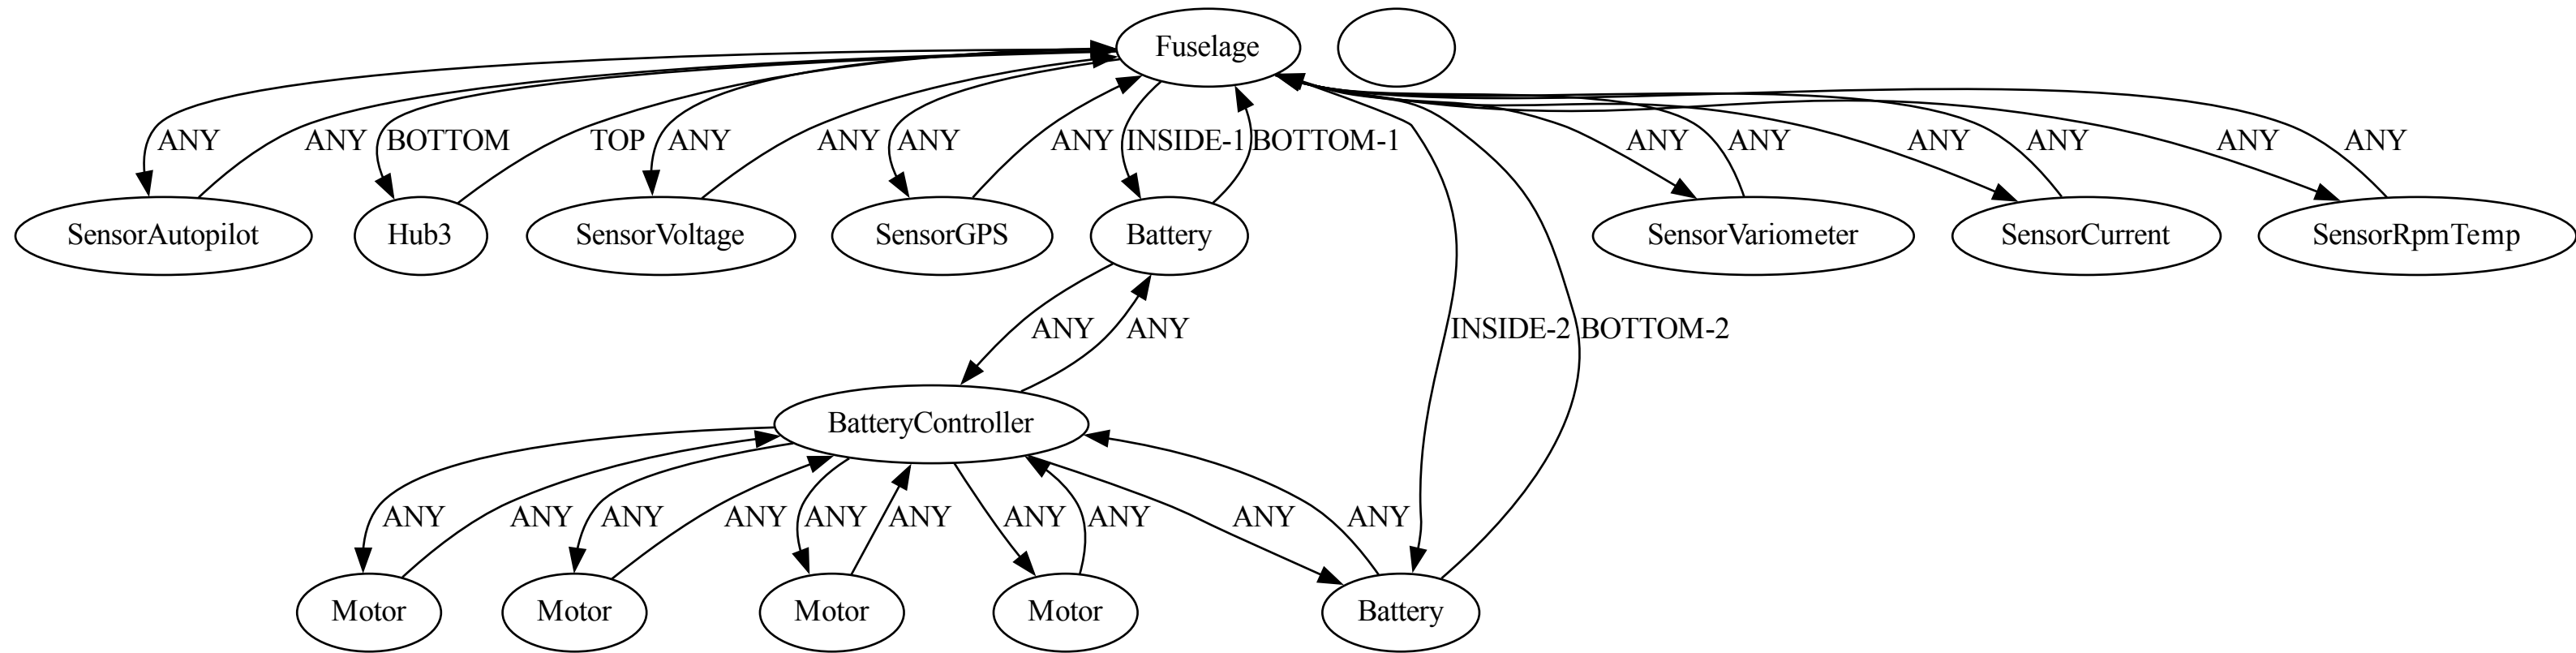 Fuselage
ANY
ANY
BOTTOM
TOP
ANY
ANY
ANY
ANY
INSIDE-1
BOTTOM-1
ANY
ANY
ANY
ANY
ANY
ANY
SensorAutopilot
Hub3
SensorVoltage
SensorGPS
Battery
SensorVariometer
SensorCurrent
SensorRpmTemp
ANY
ANY
INSIDE-2
BOTTOM-2
BatteryController
ANY
ANY
ANY
ANY
ANY
ANY
ANY
ANY
ANY
ANY
Motor
Motor
Motor
Motor
Battery